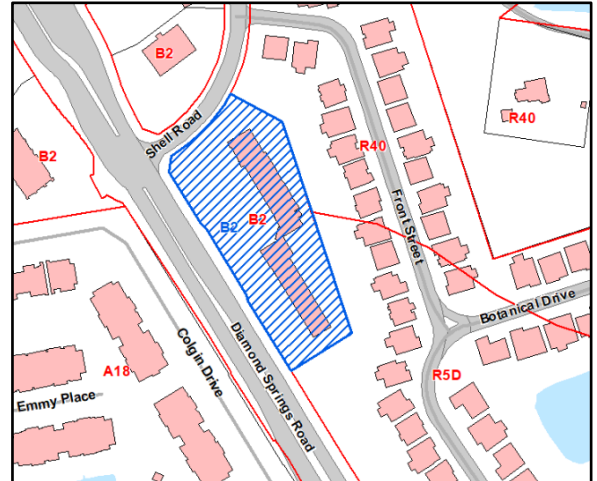 B2
Shell Road
R40
R40
B2
B2
B2
Front Street
Botanical Drive
Colgin Drive
Diamond Springs Road
A18
R5D
Emmy Place